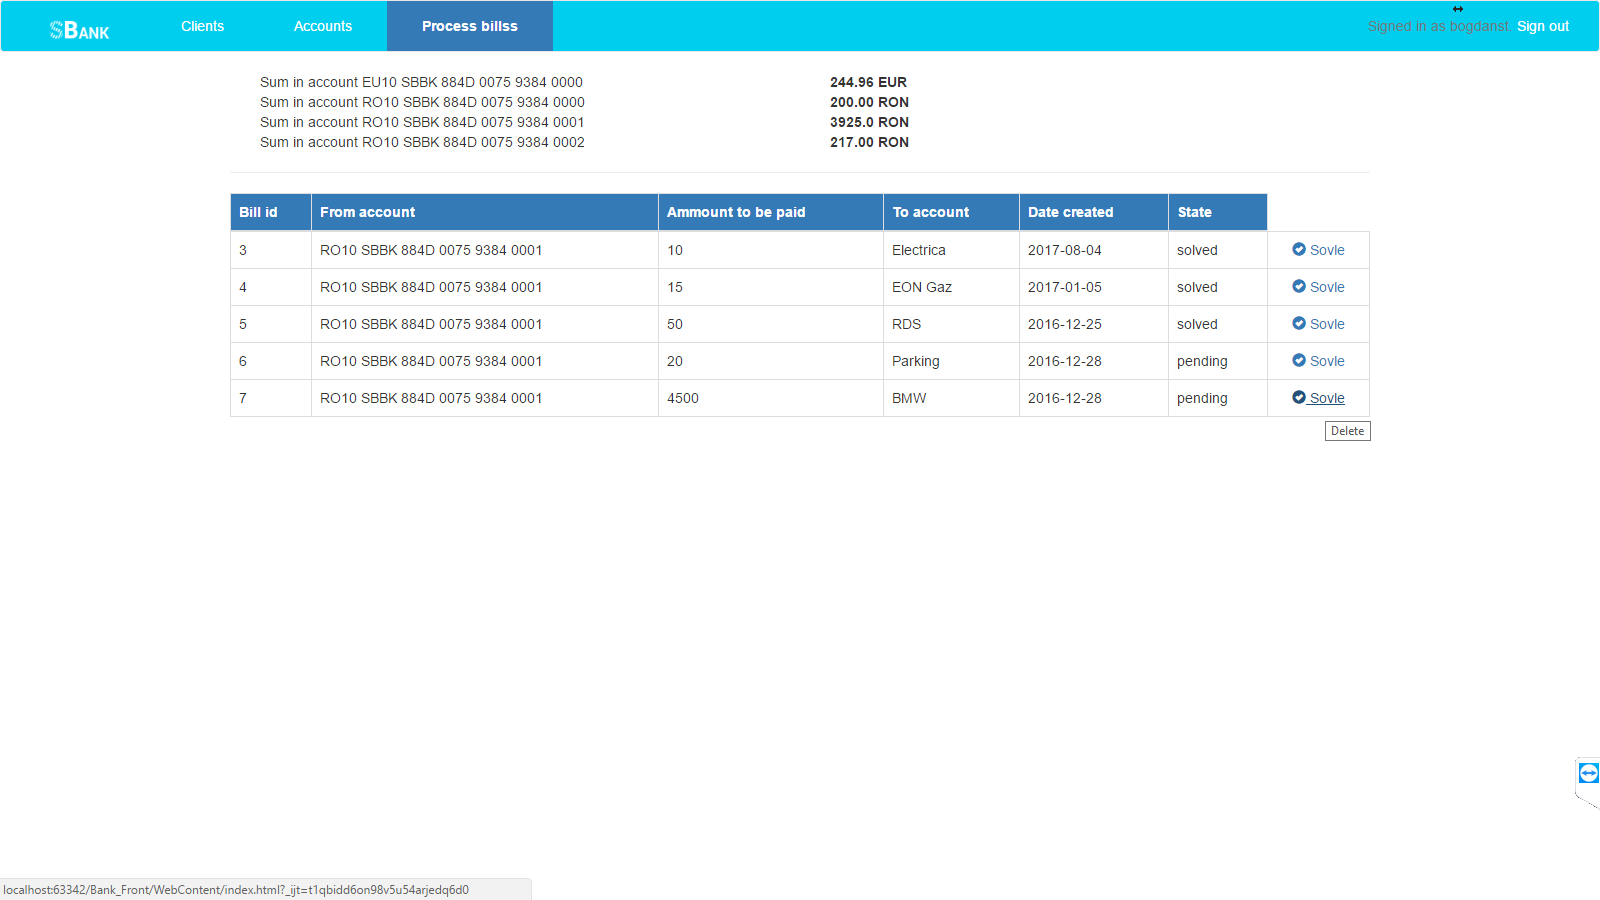 SBANK Clients Accounts Process billss Signed in as bogdanst. Sign out
Sum in account EU10 SBBK 884D 0075 9384 0000 244.96 EUR
Sum in account RO10 SBBK 884D 0075 9384 0000 200.00 RON
Sum in account RO10 SBBK 884D 0075 9384 0001 3925.0 RON
Sum in account RO10 SBBK 884D 0075 9384 0002 217.00 RON
Bill id From account Ammount to be paid To account Date created State
3 RO10 SBBK 884D 0075 9384 0001 10 Electrica 2017-08-04 solved Sovle
4 RO10 SBBK 884D 0075 9384 0001 15 EON Gaz 2017-01-05 solved Sovle
5 RO10 SBBK 884D 0075 9384 0001 50 RDS 2016-12-25 solved Sovle
6 RO10 SBBK 884D 0075 9384 0001 20 Parking 2016-12-28 pending Sovle
7 RO10 SBBK 884D 0075 9384 0001 4500 BMW 2016-12-28 pending Sovle
Delete
localhost:63342/Bank_Front/WebContent/index.html?_ijt=t1qbidd6on98v5u54arjedq6d0